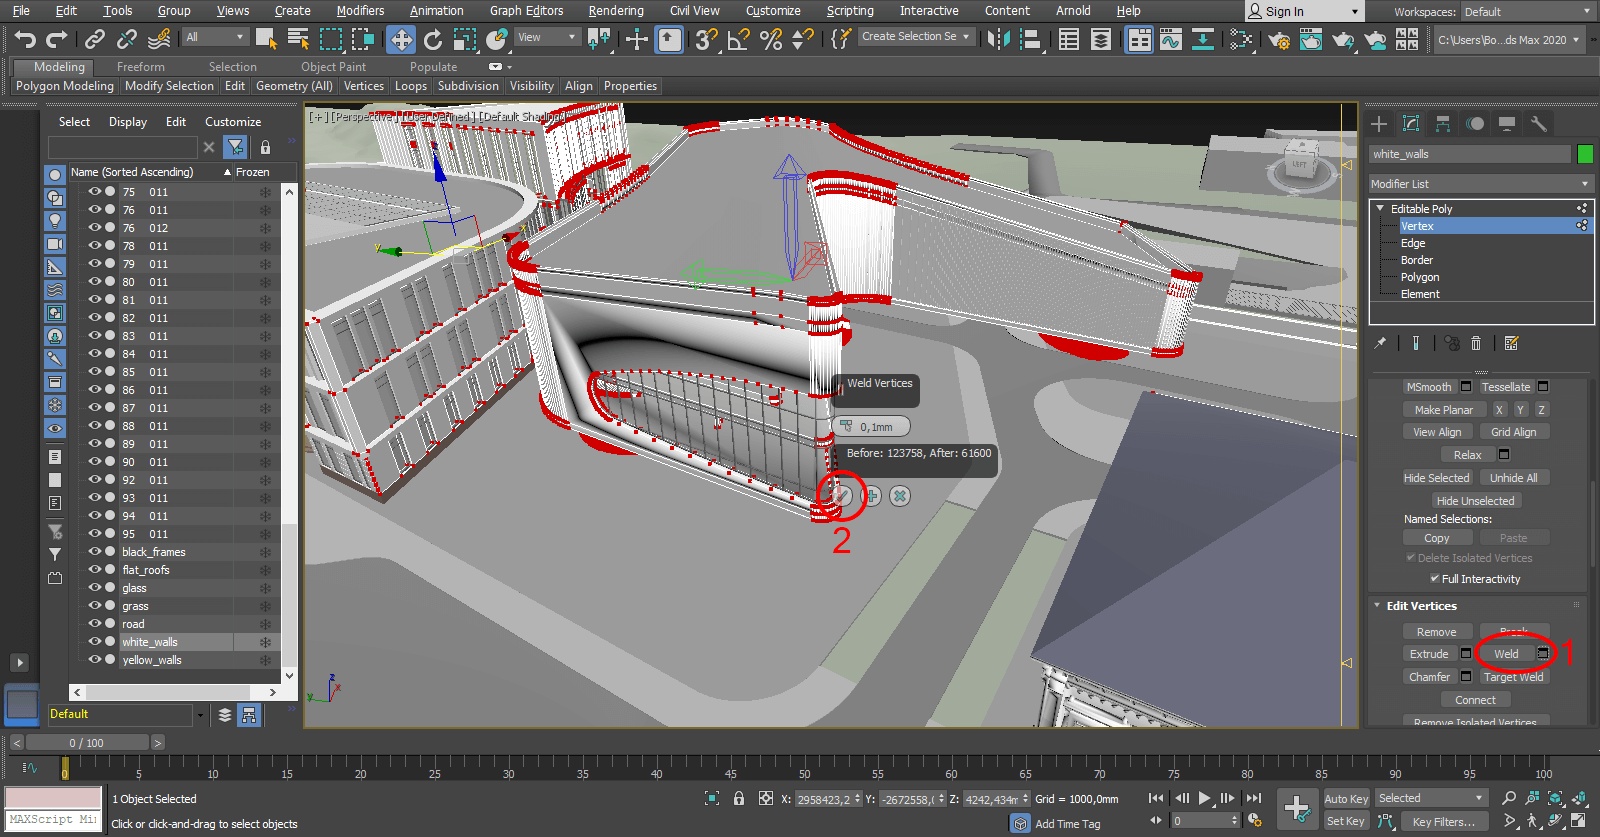 File Edit Tools Group Views Create Modifiers Animation Graph Editors Rendering Civil View Customize Scripting Interactive Content Arnold Help Sign In Workspaces: Default
All View Create Selection Se C:\Users\Bo...ds Max 2020
Modeling Freeform Selection Object Paint Populate
Polygon Modeling Modify Selection Edit Geometry (All) Vertices Loops Subdivision Visibility Align Properties
Select Display Edit Customize
Name (Sorted Ascending) ▲ Frozen
75 011
76 011
76 012
78 011
79 011
80 011
81 011
82 011
83 011
84 011
85 011
86 011
87 011
88 011
89 011
90 011
92 011
93 011
94 011
95 011
black_frames
flat_roofs
glass
grass
road
white_walls
yellow_walls
Default
[+] [Perspective] [User Defined] [Default Shading]
LEFT
Weld Vertices
0,1mm
Before: 123758, After: 61600
2
white_walls
Modifier List
Editable Poly
Vertex
Edge
Border
Polygon
Element
MSmooth Tessellate
Make Planar X Y Z
View Align Grid Align
Relax
Hide Selected Unhide All
Hide Unselected
Named Selections:
Copy Paste
Delete Isolated Vertices
Full Interactivity
Edit Vertices
Remove Break
Extrude Weld 1
Chamfer Target Weld
Connect
Remove Isolated Vertices
< 0 / 100 >
0 5 10 15 20 25 30 35 40 45 50 55 60 65 70 75 80 85 90 95 100
1 Object Selected X: 2958423,2 Y: -2672558,( Z: 4242,434m Grid = 1000,0mm Auto Key Selected
MAXScript Mi Click or click-and-drag to select objects Add Time Tag 0 Set Key Key Filters...